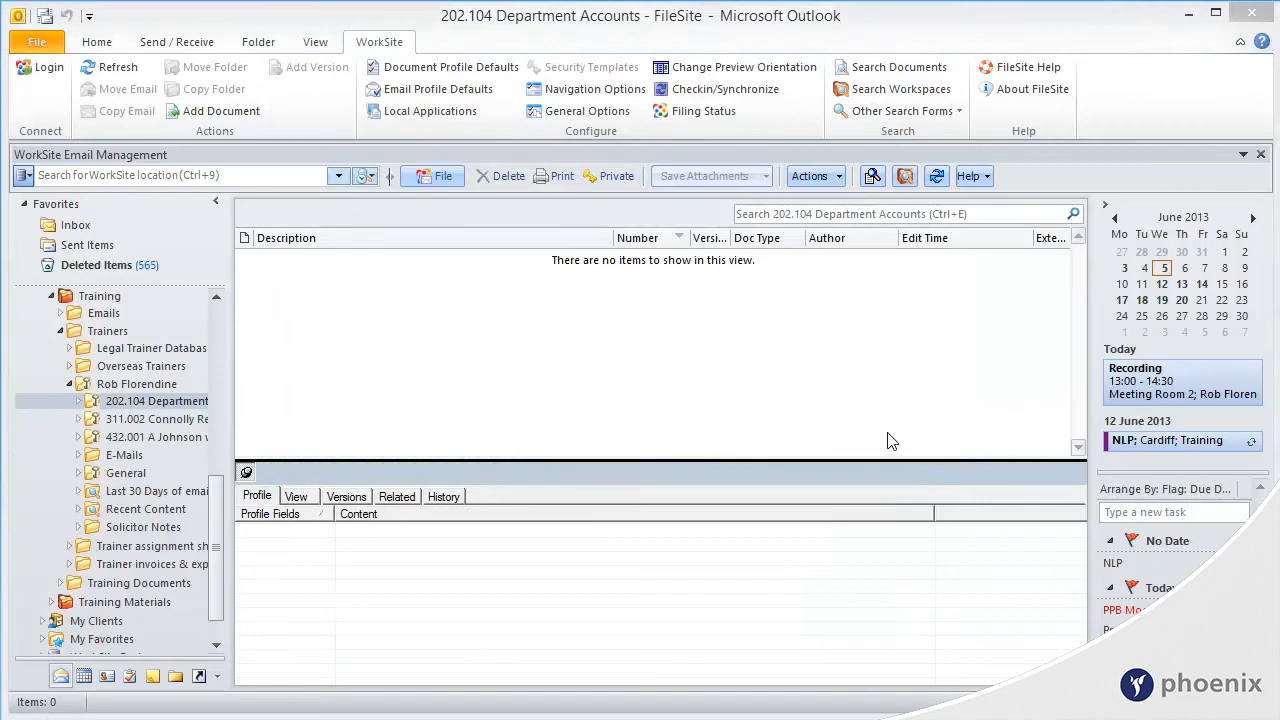 202.104 Department Accounts - FileSite - Microsoft Outlook
File Home Send / Receive Folder View WorkSite
Login Refresh Move Folder Add Version Document Profile Defaults Security Templates Change Preview Orientation Search Documents FileSite Help
Move Email Copy Folder Email Profile Defaults Navigation Options Checkin/Synchronize Search Workspaces About FileSite
Copy Email Add Document Local Applications General Options Filing Status Other Search Forms
Connect Actions Configure Search Help
WorkSite Email Management
Search for WorkSite location (Ctrl+9) File Delete Print Private Save Attachments Actions Help
Favorites
Inbox
Sent Items
Deleted Items (565)
Training
Emails
Trainers
Legal Trainer Databas
Overseas Trainers
Rob Florendine
202.104 Department
311.002 Connolly Re
432.001 A Johnson v
E-Mails
General
Last 30 Days of emai
Recent Content
Solicitor Notes
Trainer assignment sh
Trainer invoices & exp
Training Documents
Training Materials
My Clients
My Favorites
Items: 0
Search 202.104 Department Accounts (Ctrl+E)
Description Number Versi... Doc Type Author Edit Time Exte...
There are no items to show in this view.
Profile View Versions Related History
Profile Fields Content
June 2013
Mo Tu We Th Fr Sa Su
27 28 29 30 31 1 2
3 4 5 6 7 8 9
10 11 12 13 14 15 16
17 18 19 20 21 22 23
24 25 26 27 28 29 30
1 2 3 4 5 6 7
Today
Recording
13:00 - 14:30
Meeting Room 2; Rob Floren
12 June 2013
NLP; Cardiff; Training
Arrange By: Flag: Due D...
Type a new task
No Date
NLP
Today
PPB Mo
phoenix